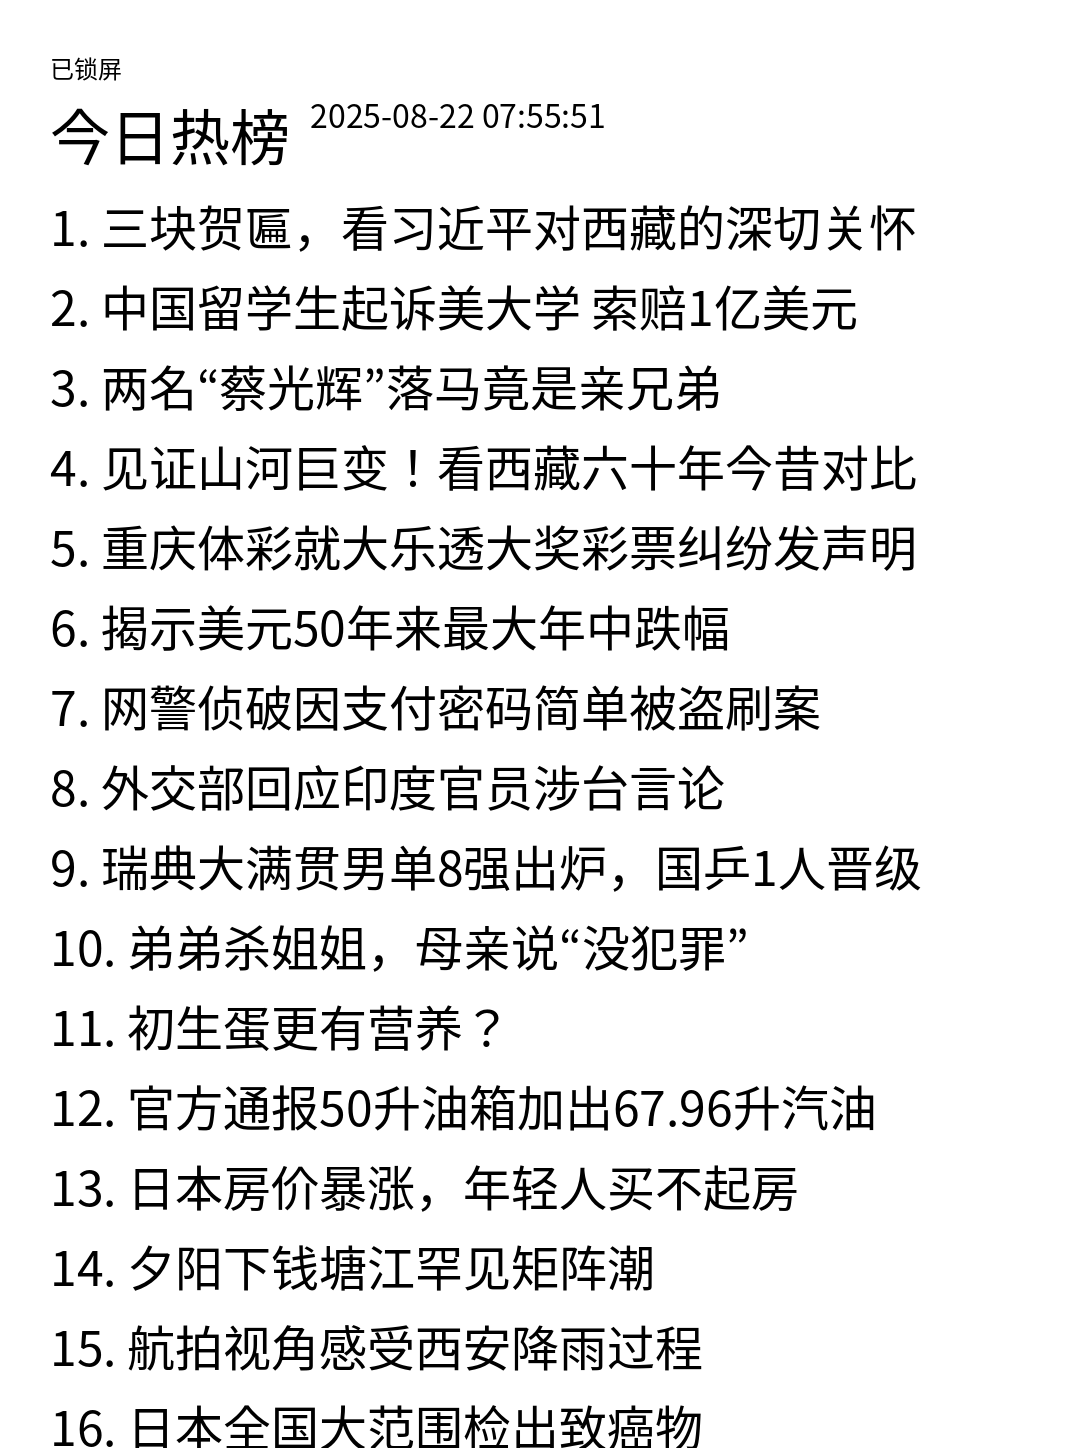 已锁屏
今日热榜 2025-08-22 07:55:51
1. 三块贺匾，看习近平对西藏的深切关怀
2. 中国留学生起诉美大学 索赔1亿美元
3. 两名“蔡光辉”落马竟是亲兄弟
4. 见证山河巨变！看西藏六十年今昔对比
5. 重庆体彩就大乐透大奖彩票纠纷发声明
6. 揭示美元50年来最大年中跌幅
7. 网警侦破因支付密码简单被盗刷案
8. 外交部回应印度官员涉台言论
9. 瑞典大满贯男单8强出炉，国乒1人晋级
10. 弟弟杀姐姐，母亲说“没犯罪”
11. 初生蛋更有营养？
12. 官方通报50升油箱加出67.96升汽油
13. 日本房价暴涨，年轻人买不起房
14. 夕阳下钱塘江罕见矩阵潮
15. 航拍视角感受西安降雨过程
16. 日本全国大范围检出致癌物